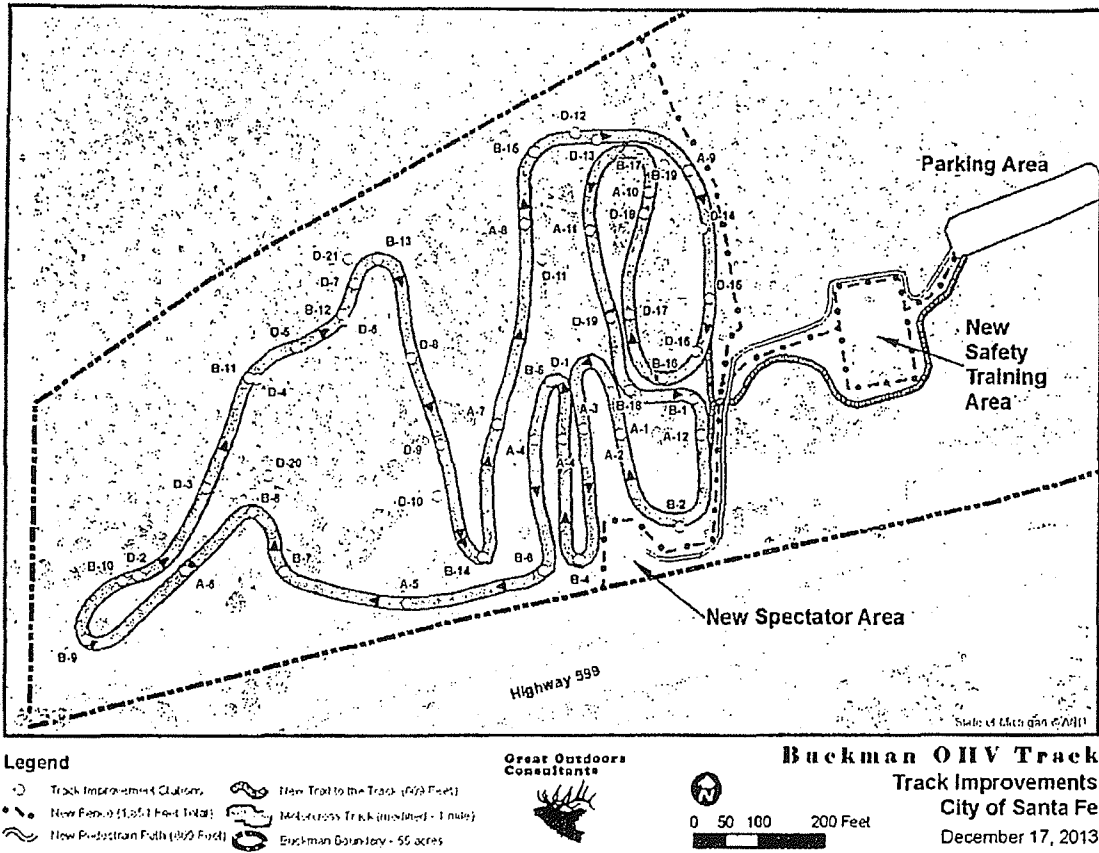 D-12
B-15
D-13
B-17
B-19
A-9
Parking Area
A-10
A-8
A-11
D-18
D-14
B-13
D-21
D-7
D-11
D-15
B-12
D-6
D-19
D-17
New
Safety
Training
Area
D-5
D-8
D-1
D-16
B-16
B-11
D-4
B-5
B-18
B-1
A-7
A-3
A-1
A-12
D-9
A-4
A-4
A-2
D-20
D-3
D-10
B-8
B-2
B-10
D-2
B-7
B-14
B-6
A-6
A-5
B-4
New Spectator Area
B-9
Highway 599
Legend
Great Outdoors
Consultants
Buckman OHV Track
Track Improvements
City of Santa Fe
December 17, 2013
Track Improvement Stations
New Trail to the Track
Motocross Track
New Pedestrian Path
Buckman Boundary - 55 acres
N
0 50 100 200 Feet